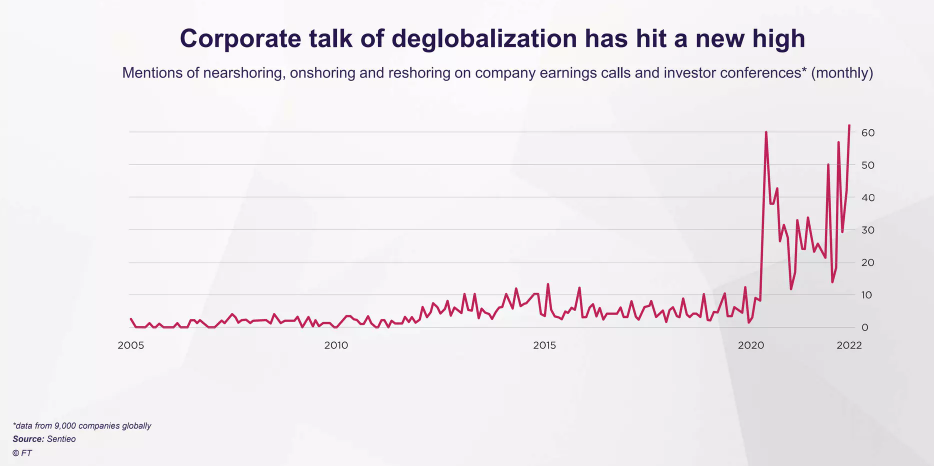 Corporate talk of deglobalization has hit a new high
Mentions of nearshoring, onshoring and reshoring on company earnings calls and investor conferences* (monthly)
60
50
40
30
20
10
0
2005 2010 2015 2020 2022
*data from 9,000 companies globally
Source: Sentieo
© FT